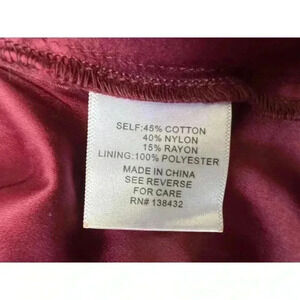 SELF:45% COTTON
40% NYLON
15% RAYON
LINING:100% POLYESTER
MADE IN CHINA
SEE REVERSE
FOR CARE
RN# 138432